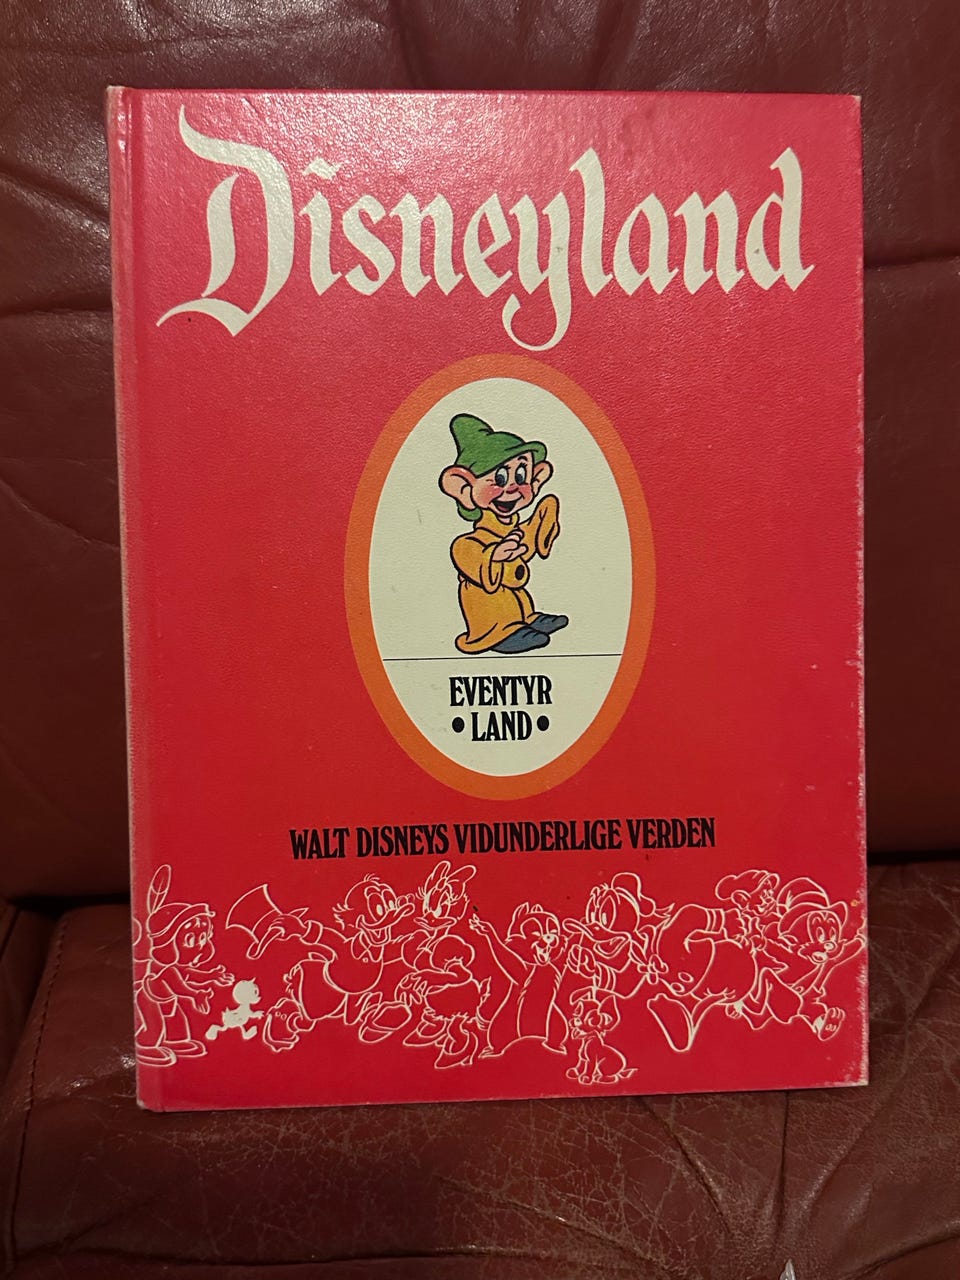 Disneyland
EVENTYR
• LAND •
WALT DISNEYS VIDUNDERLIGE VERDEN